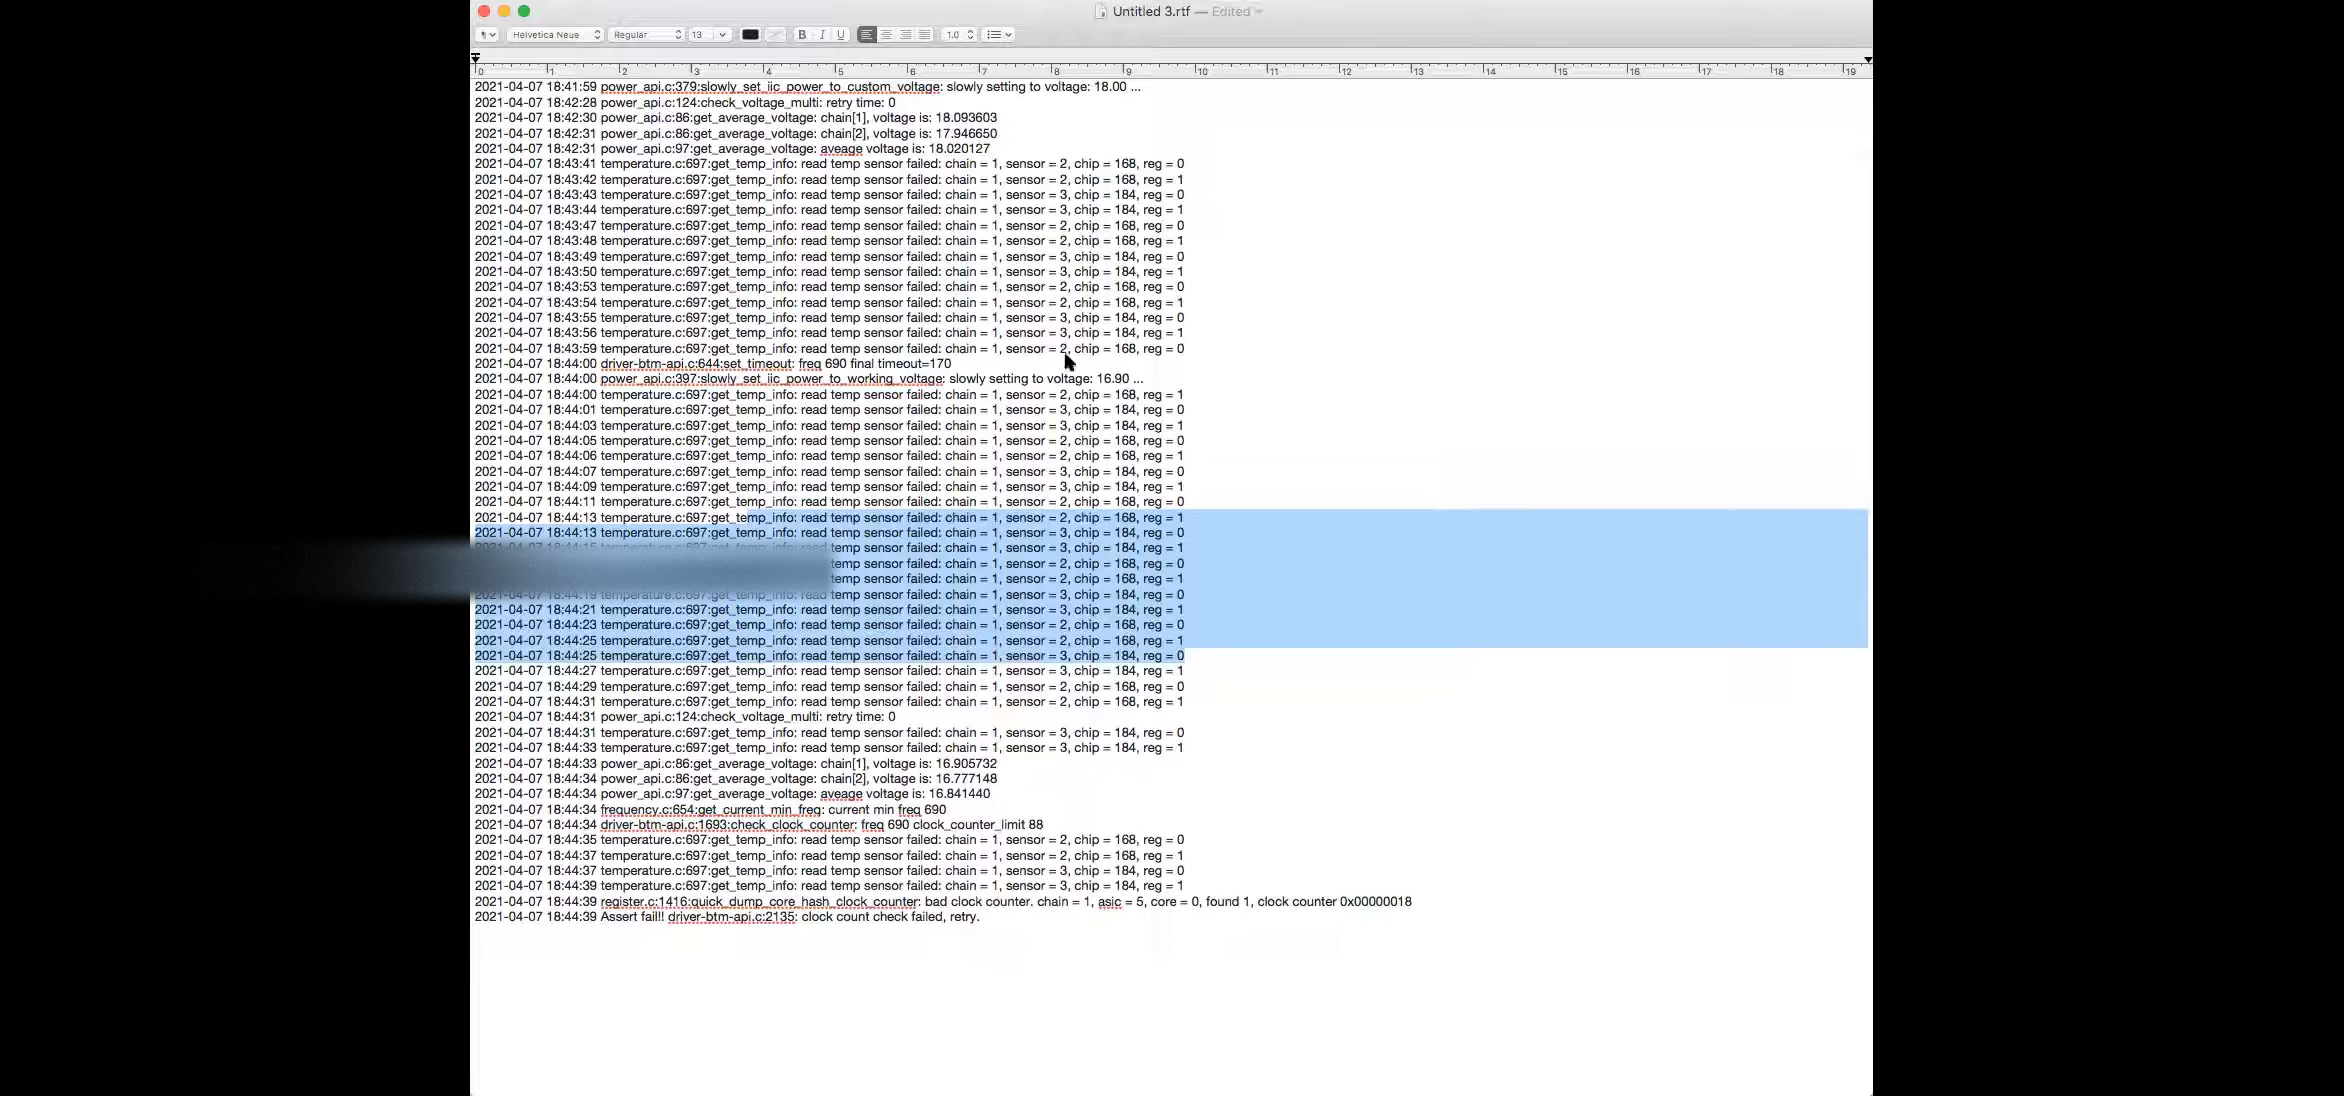 Untitled 3.rtf — Edited
¶ Helvetica Neue Regular 13 B I U 1.0
0 1 2 3 4 5 6 7 8 9 10 11 12 13 14 15 16 17 18 19
2021-04-07 18:41:59 power_api.c:379:slowly_set_iic_power_to_custom_voltage: slowly setting to voltage: 18.00 ...
2021-04-07 18:42:28 power_api.c:124:check_voltage_multi: retry time: 0
2021-04-07 18:42:30 power_api.c:86:get_average_voltage: chain[1], voltage is: 18.093603
2021-04-07 18:42:31 power_api.c:86:get_average_voltage: chain[2], voltage is: 17.946650
2021-04-07 18:42:31 power_api.c:97:get_average_voltage: aveage voltage is: 18.020127
2021-04-07 18:43:41 temperature.c:697:get_temp_info: read temp sensor failed: chain = 1, sensor = 2, chip = 168, reg = 0
2021-04-07 18:43:42 temperature.c:697:get_temp_info: read temp sensor failed: chain = 1, sensor = 2, chip = 168, reg = 1
2021-04-07 18:43:43 temperature.c:697:get_temp_info: read temp sensor failed: chain = 1, sensor = 3, chip = 184, reg = 0
2021-04-07 18:43:44 temperature.c:697:get_temp_info: read temp sensor failed: chain = 1, sensor = 3, chip = 184, reg = 1
2021-04-07 18:43:47 temperature.c:697:get_temp_info: read temp sensor failed: chain = 1, sensor = 2, chip = 168, reg = 0
2021-04-07 18:43:48 temperature.c:697:get_temp_info: read temp sensor failed: chain = 1, sensor = 2, chip = 168, reg = 1
2021-04-07 18:43:49 temperature.c:697:get_temp_info: read temp sensor failed: chain = 1, sensor = 3, chip = 184, reg = 0
2021-04-07 18:43:50 temperature.c:697:get_temp_info: read temp sensor failed: chain = 1, sensor = 3, chip = 184, reg = 1
2021-04-07 18:43:53 temperature.c:697:get_temp_info: read temp sensor failed: chain = 1, sensor = 2, chip = 168, reg = 0
2021-04-07 18:43:54 temperature.c:697:get_temp_info: read temp sensor failed: chain = 1, sensor = 2, chip = 168, reg = 1
2021-04-07 18:43:55 temperature.c:697:get_temp_info: read temp sensor failed: chain = 1, sensor = 3, chip = 184, reg = 0
2021-04-07 18:43:56 temperature.c:697:get_temp_info: read temp sensor failed: chain = 1, sensor = 3, chip = 184, reg = 1
2021-04-07 18:43:59 temperature.c:697:get_temp_info: read temp sensor failed: chain = 1, sensor = 2, chip = 168, reg = 0
2021-04-07 18:44:00 driver-btm-api.c:644:set_timeout: freq 690 final timeout=170
2021-04-07 18:44:00 power_api.c:397:slowly_set_iic_power_to_working_voltage: slowly setting to voltage: 16.90 ...
2021-04-07 18:44:00 temperature.c:697:get_temp_info: read temp sensor failed: chain = 1, sensor = 2, chip = 168, reg = 1
2021-04-07 18:44:01 temperature.c:697:get_temp_info: read temp sensor failed: chain = 1, sensor = 3, chip = 184, reg = 0
2021-04-07 18:44:03 temperature.c:697:get_temp_info: read temp sensor failed: chain = 1, sensor = 3, chip = 184, reg = 1
2021-04-07 18:44:05 temperature.c:697:get_temp_info: read temp sensor failed: chain = 1, sensor = 2, chip = 168, reg = 0
2021-04-07 18:44:06 temperature.c:697:get_temp_info: read temp sensor failed: chain = 1, sensor = 2, chip = 168, reg = 1
2021-04-07 18:44:07 temperature.c:697:get_temp_info: read temp sensor failed: chain = 1, sensor = 3, chip = 184, reg = 0
2021-04-07 18:44:09 temperature.c:697:get_temp_info: read temp sensor failed: chain = 1, sensor = 3, chip = 184, reg = 1
2021-04-07 18:44:11 temperature.c:697:get_temp_info: read temp sensor failed: chain = 1, sensor = 2, chip = 168, reg = 0
2021-04-07 18:44:13 temperature.c:697:get_temp_info: read temp sensor failed: chain = 1, sensor = 2, chip = 168, reg = 1
2021-04-07 18:44:13 temperature.c:697:get_temp_info: read temp sensor failed: chain = 1, sensor = 3, chip = 184, reg = 0
temp sensor failed: chain = 1, sensor = 3, chip = 184, reg = 1
temp sensor failed: chain = 1, sensor = 2, chip = 168, reg = 0
temp sensor failed: chain = 1, sensor = 2, chip = 168, reg = 1
2021-04-07 18:44:19 temperature.c:697:get_temp_info: read temp sensor failed: chain = 1, sensor = 3, chip = 184, reg = 0
2021-04-07 18:44:21 temperature.c:697:get_temp_info: read temp sensor failed: chain = 1, sensor = 3, chip = 184, reg = 1
2021-04-07 18:44:23 temperature.c:697:get_temp_info: read temp sensor failed: chain = 1, sensor = 2, chip = 168, reg = 0
2021-04-07 18:44:25 temperature.c:697:get_temp_info: read temp sensor failed: chain = 1, sensor = 2, chip = 168, reg = 1
2021-04-07 18:44:25 temperature.c:697:get_temp_info: read temp sensor failed: chain = 1, sensor = 3, chip = 184, reg = 0
2021-04-07 18:44:27 temperature.c:697:get_temp_info: read temp sensor failed: chain = 1, sensor = 3, chip = 184, reg = 1
2021-04-07 18:44:29 temperature.c:697:get_temp_info: read temp sensor failed: chain = 1, sensor = 2, chip = 168, reg = 0
2021-04-07 18:44:31 temperature.c:697:get_temp_info: read temp sensor failed: chain = 1, sensor = 2, chip = 168, reg = 1
2021-04-07 18:44:31 power_api.c:124:check_voltage_multi: retry time: 0
2021-04-07 18:44:31 temperature.c:697:get_temp_info: read temp sensor failed: chain = 1, sensor = 3, chip = 184, reg = 0
2021-04-07 18:44:33 temperature.c:697:get_temp_info: read temp sensor failed: chain = 1, sensor = 3, chip = 184, reg = 1
2021-04-07 18:44:33 power_api.c:86:get_average_voltage: chain[1], voltage is: 16.905732
2021-04-07 18:44:34 power_api.c:86:get_average_voltage: chain[2], voltage is: 16.777148
2021-04-07 18:44:34 power_api.c:97:get_average_voltage: aveage voltage is: 16.841440
2021-04-07 18:44:34 frequency.c:654:get_current_min_freq: current min freq 690
2021-04-07 18:44:34 driver-btm-api.c:1693:check_clock_counter: freq 690 clock_counter_limit 88
2021-04-07 18:44:35 temperature.c:697:get_temp_info: read temp sensor failed: chain = 1, sensor = 2, chip = 168, reg = 0
2021-04-07 18:44:37 temperature.c:697:get_temp_info: read temp sensor failed: chain = 1, sensor = 2, chip = 168, reg = 1
2021-04-07 18:44:37 temperature.c:697:get_temp_info: read temp sensor failed: chain = 1, sensor = 3, chip = 184, reg = 0
2021-04-07 18:44:39 temperature.c:697:get_temp_info: read temp sensor failed: chain = 1, sensor = 3, chip = 184, reg = 1
2021-04-07 18:44:39 register.c:1416:quick_dump_core_hash_clock_counter: bad clock counter. chain = 1, asic = 5, core = 0, found 1, clock counter 0x00000018
2021-04-07 18:44:39 Assert fail!! driver-btm-api.c:2135: clock count check failed, retry.